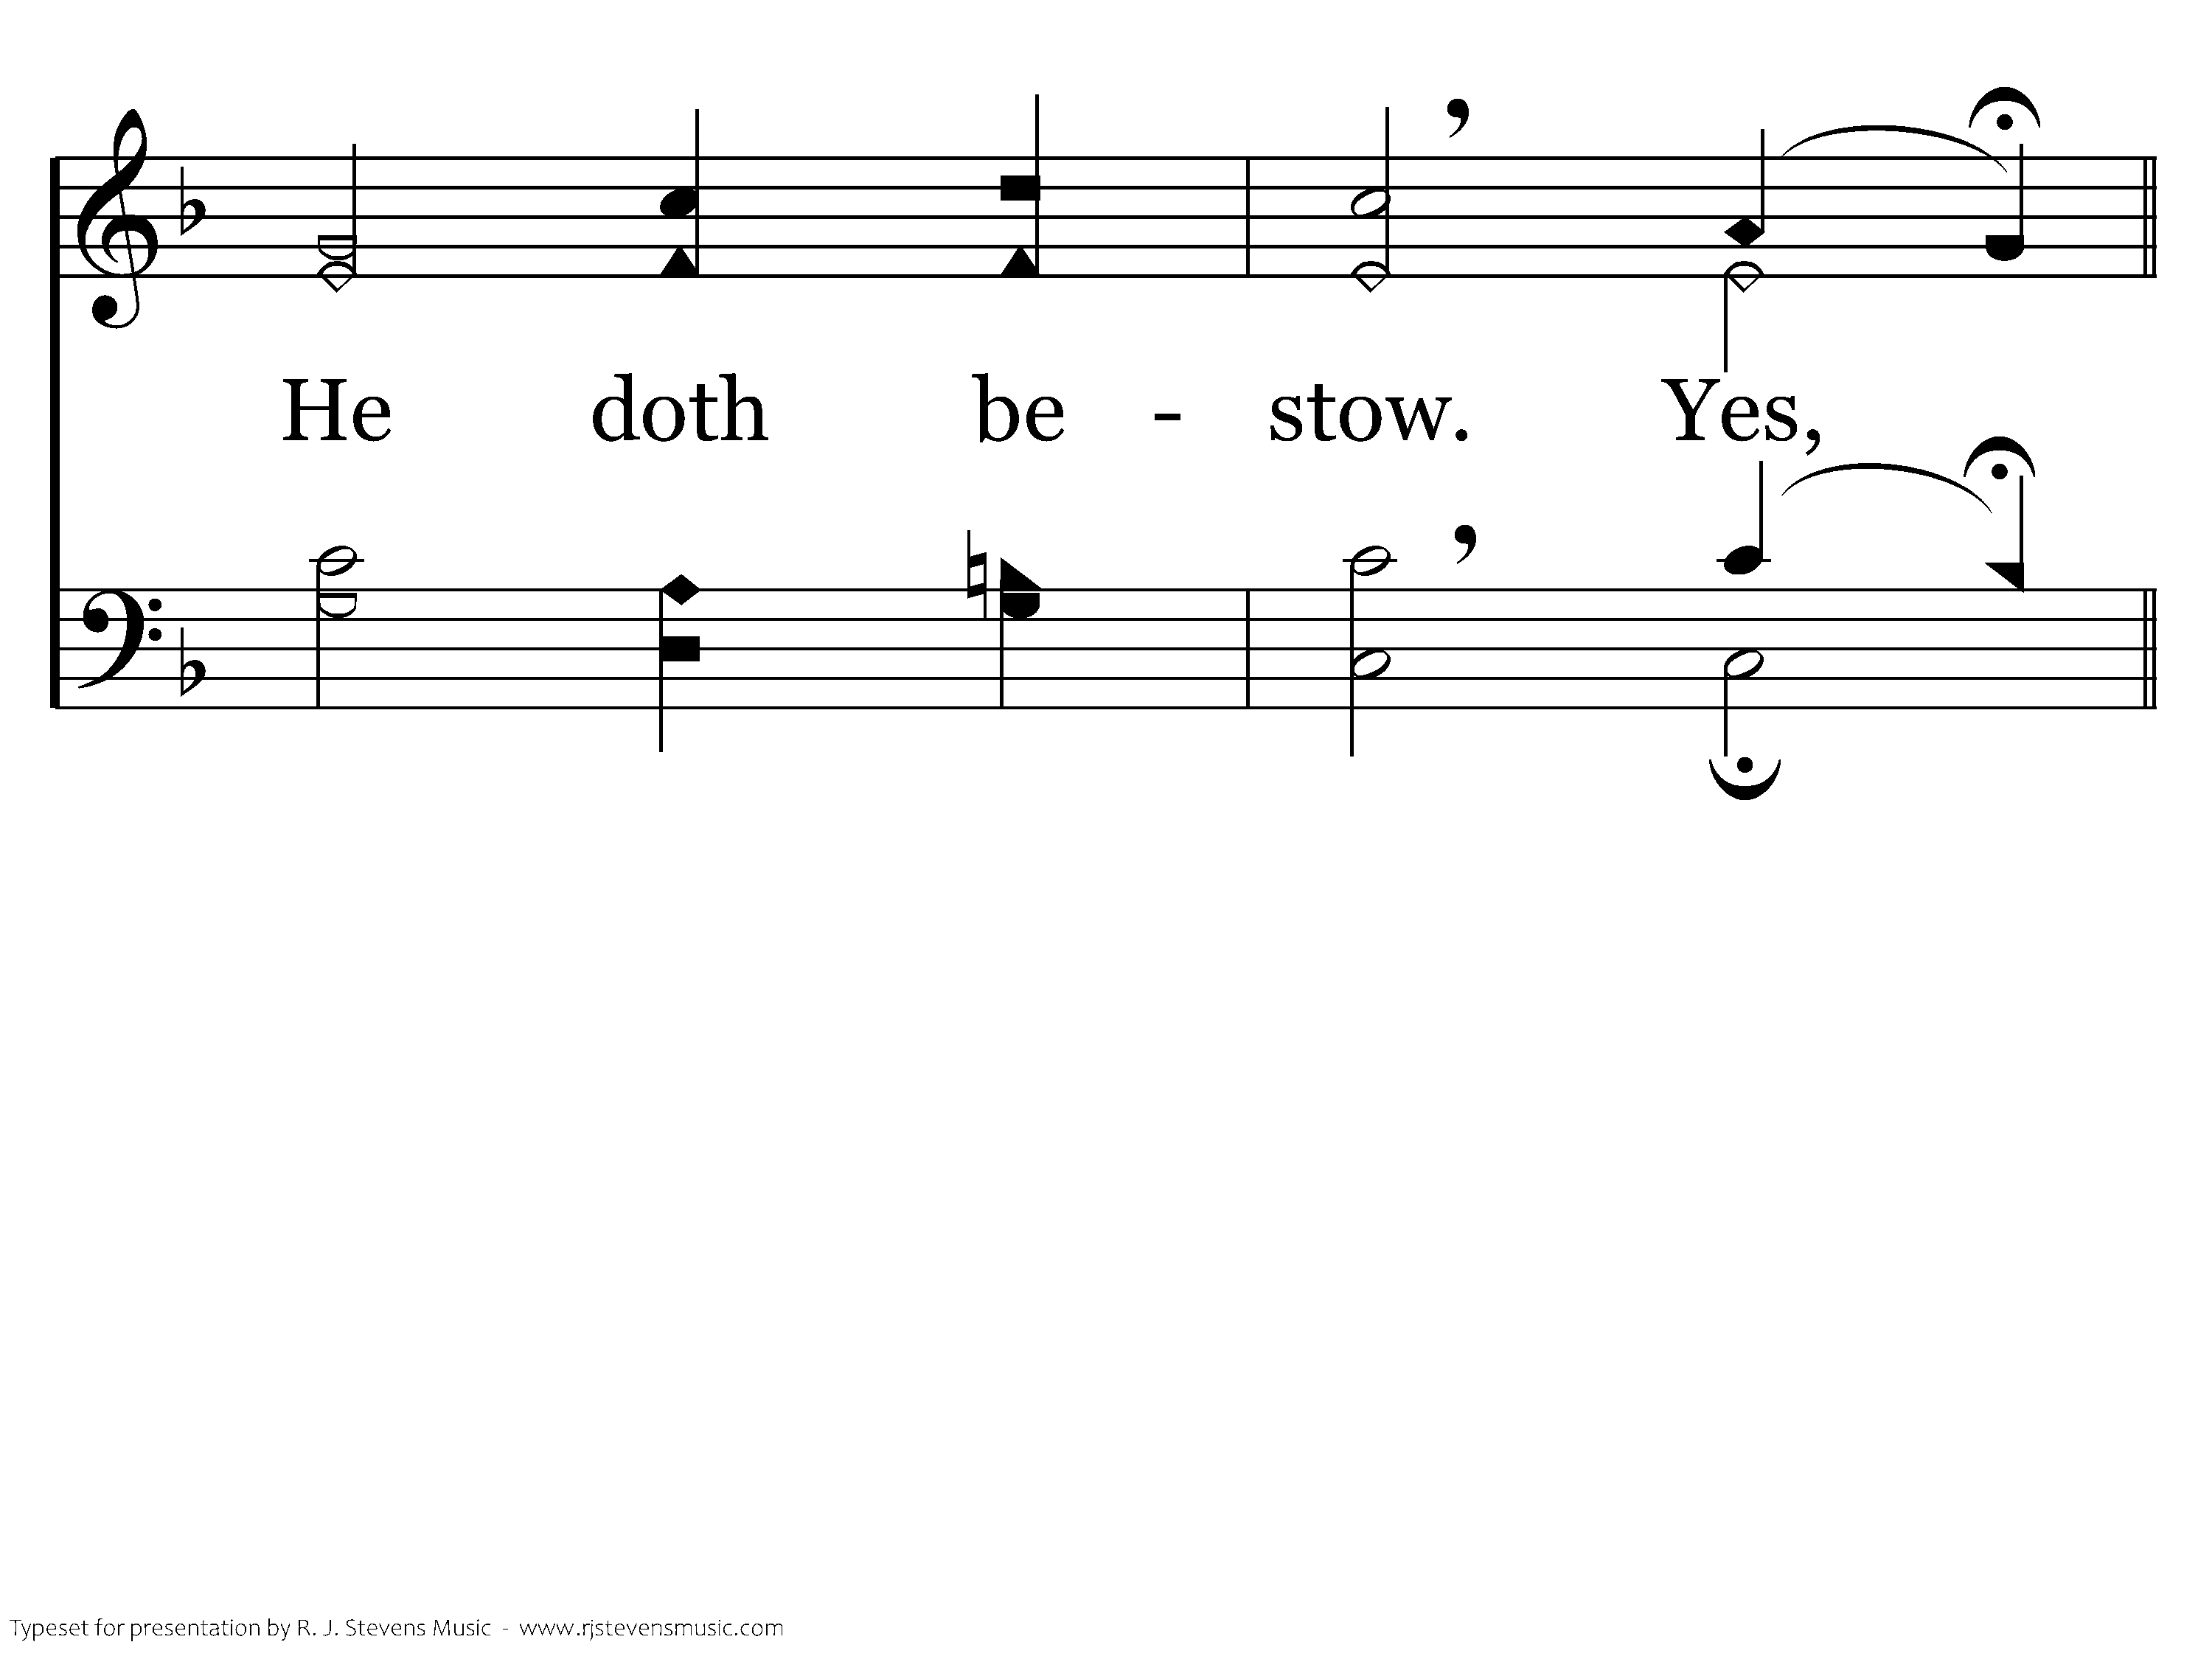 He doth be - stow. Yes,
Typeset for presentation by R. J. Stevens Music - www.rjstevensmusic.com